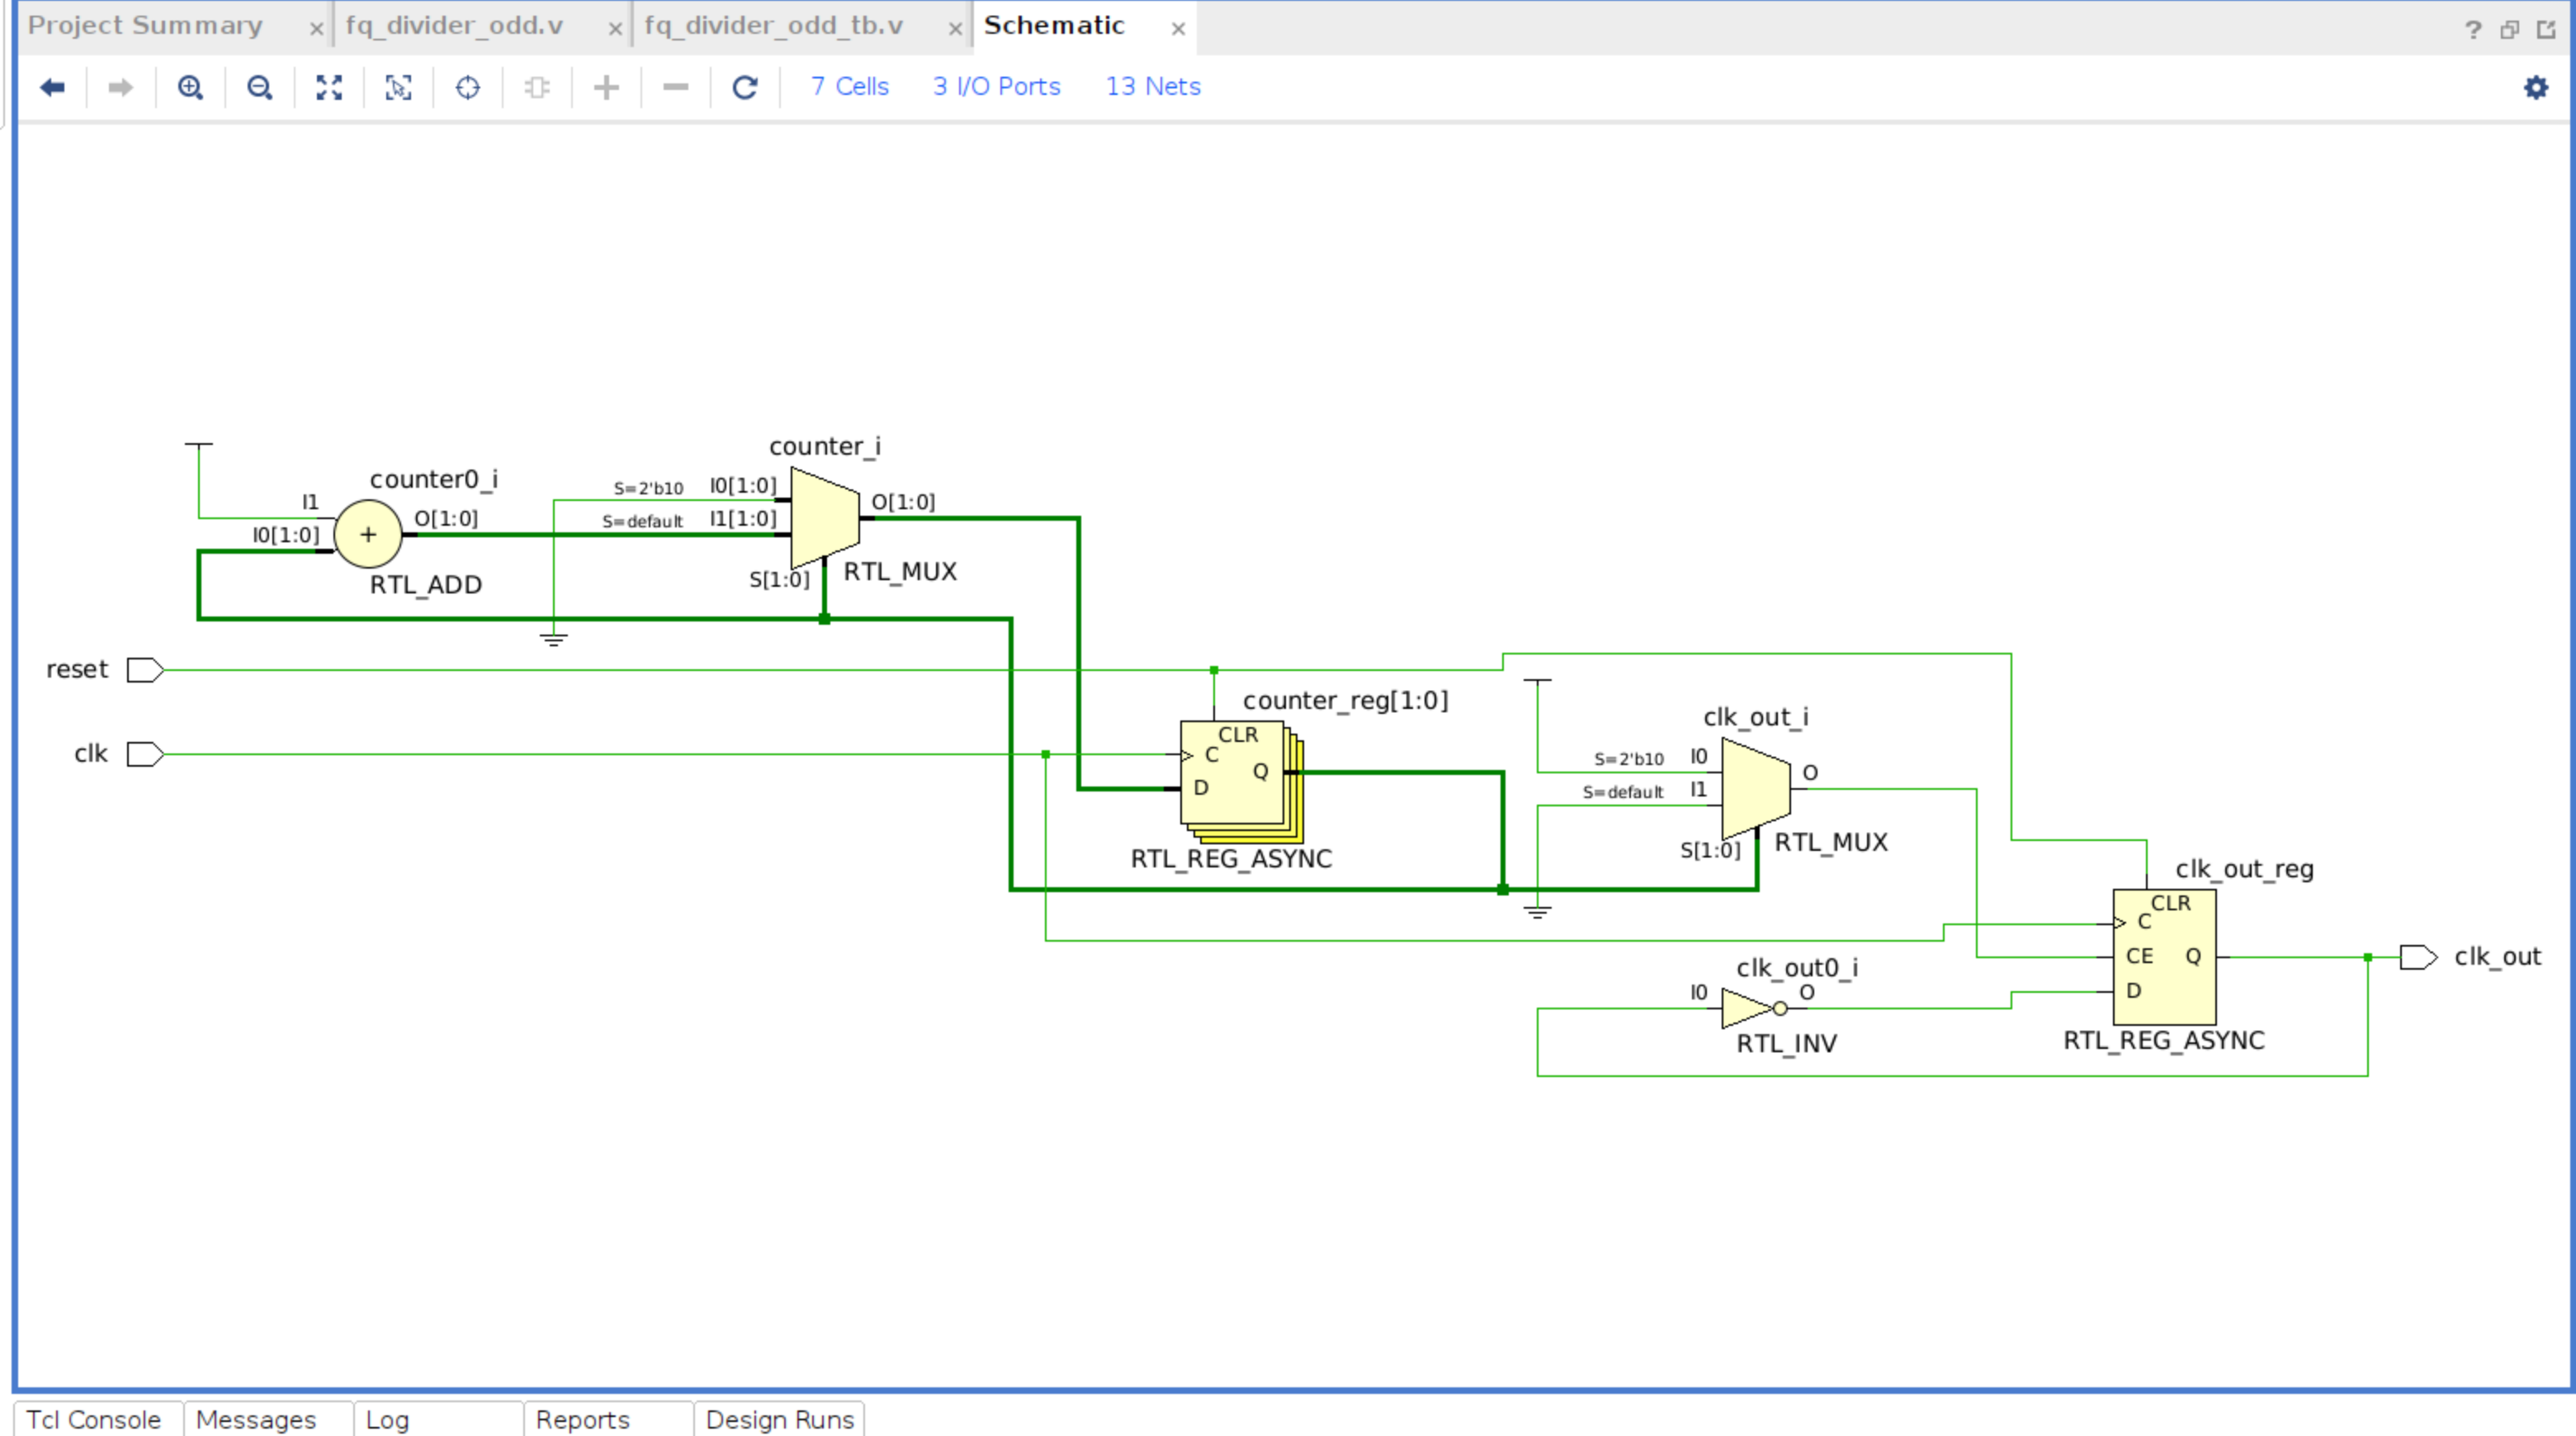 Project Summary
fq_divider_odd.v
fq_divider_odd_tb.v
Schematic
7 Cells
3 I/O Ports
13 Nets
counter_i
counter0_i
S=2'b10
I0[1:0]
I1
O[1:0]
S=default
I1[1:0]
O[1:0]
I0[1:0]
+
S[1:0]
RTL_MUX
RTL_ADD
reset
counter_reg[1:0]
clk_out_i
clk
CLR
C
Q
D
S=2'b10
I0
O
S=default
I1
RTL_MUX
S[1:0]
RTL_REG_ASYNC
clk_out_reg
CLR
C
CE
Q
D
clk_out
clk_out0_i
I0
O
RTL_INV
RTL_REG_ASYNC
Tcl Console
Messages
Log
Reports
Design Runs